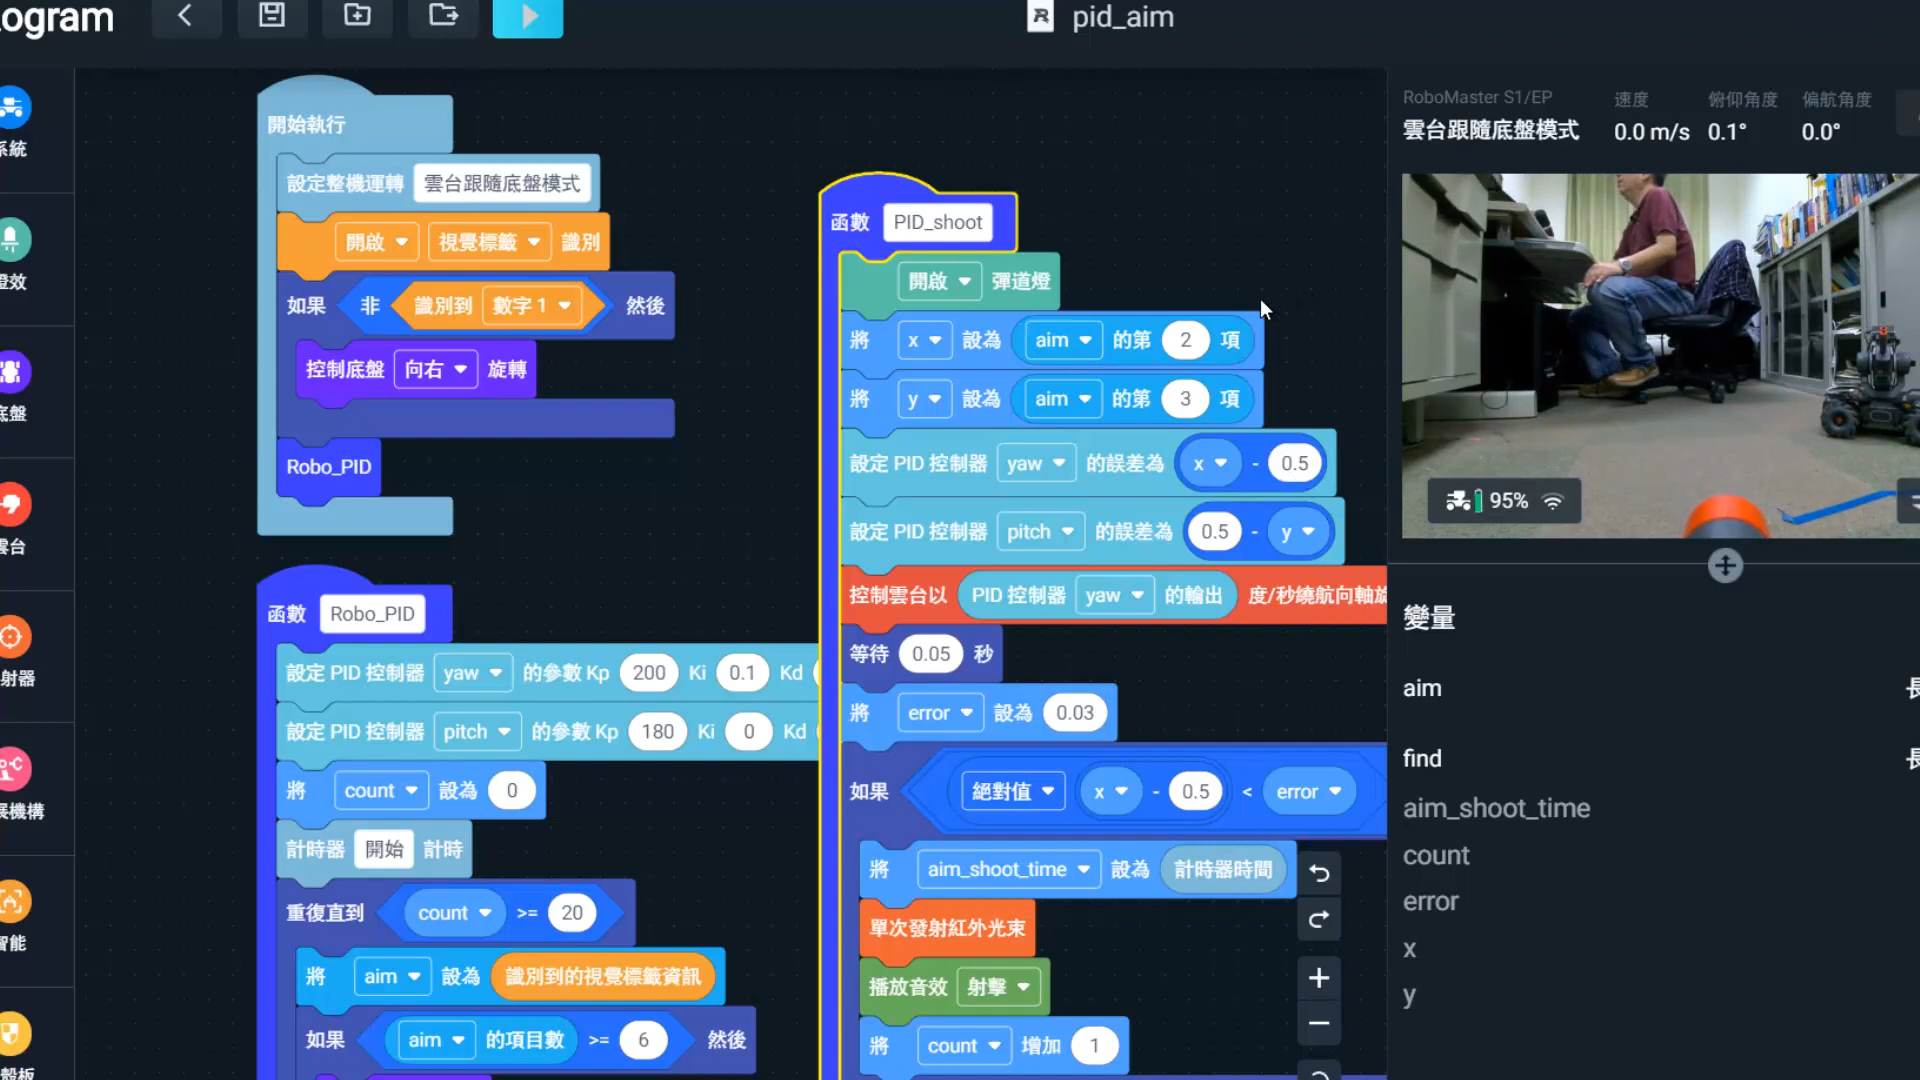 ogram
pid_aim
系統
燈效
底盤
雲台
射器
展機構
智能
殼板
開始執行
設定整機運轉 雲台跟隨底盤模式
開啟 視覺標籤 識別
如果 非 識別到 數字 1 然後
控制底盤 向右 旋轉
Robo_PID
函數 Robo_PID
設定 PID 控制器 yaw 的參數 Kp 200 Ki 0.1 Kd
設定 PID 控制器 pitch 的參數 Kp 180 Ki 0 Kd
將 count 設為 0
計時器 開始 計時
重復直到 count >= 20
將 aim 設為 識別到的視覺標籤資訊
如果 aim 的項目數 >= 6 然後
函數 PID_shoot
開啟 彈道燈
將 x 設為 aim 的第 2 項
將 y 設為 aim 的第 3 項
設定 PID 控制器 yaw 的誤差為 x - 0.5
設定 PID 控制器 pitch 的誤差為 0.5 - y
控制雲台以 PID 控制器 yaw 的輸出 度/秒繞航向軸旋
等待 0.05 秒
將 error 設為 0.03
如果 絕對值 x - 0.5 < error
將 aim_shoot_time 設為 計時器時間
單次發射紅外光束
播放音效 射擊
將 count 增加 1
RoboMaster S1/EP 速度 俯仰角度 偏航角度
雲台跟隨底盤模式 0.0 m/s 0.1° 0.0°
95%
變量
aim 長
find 長
aim_shoot_time
count
error
x
y